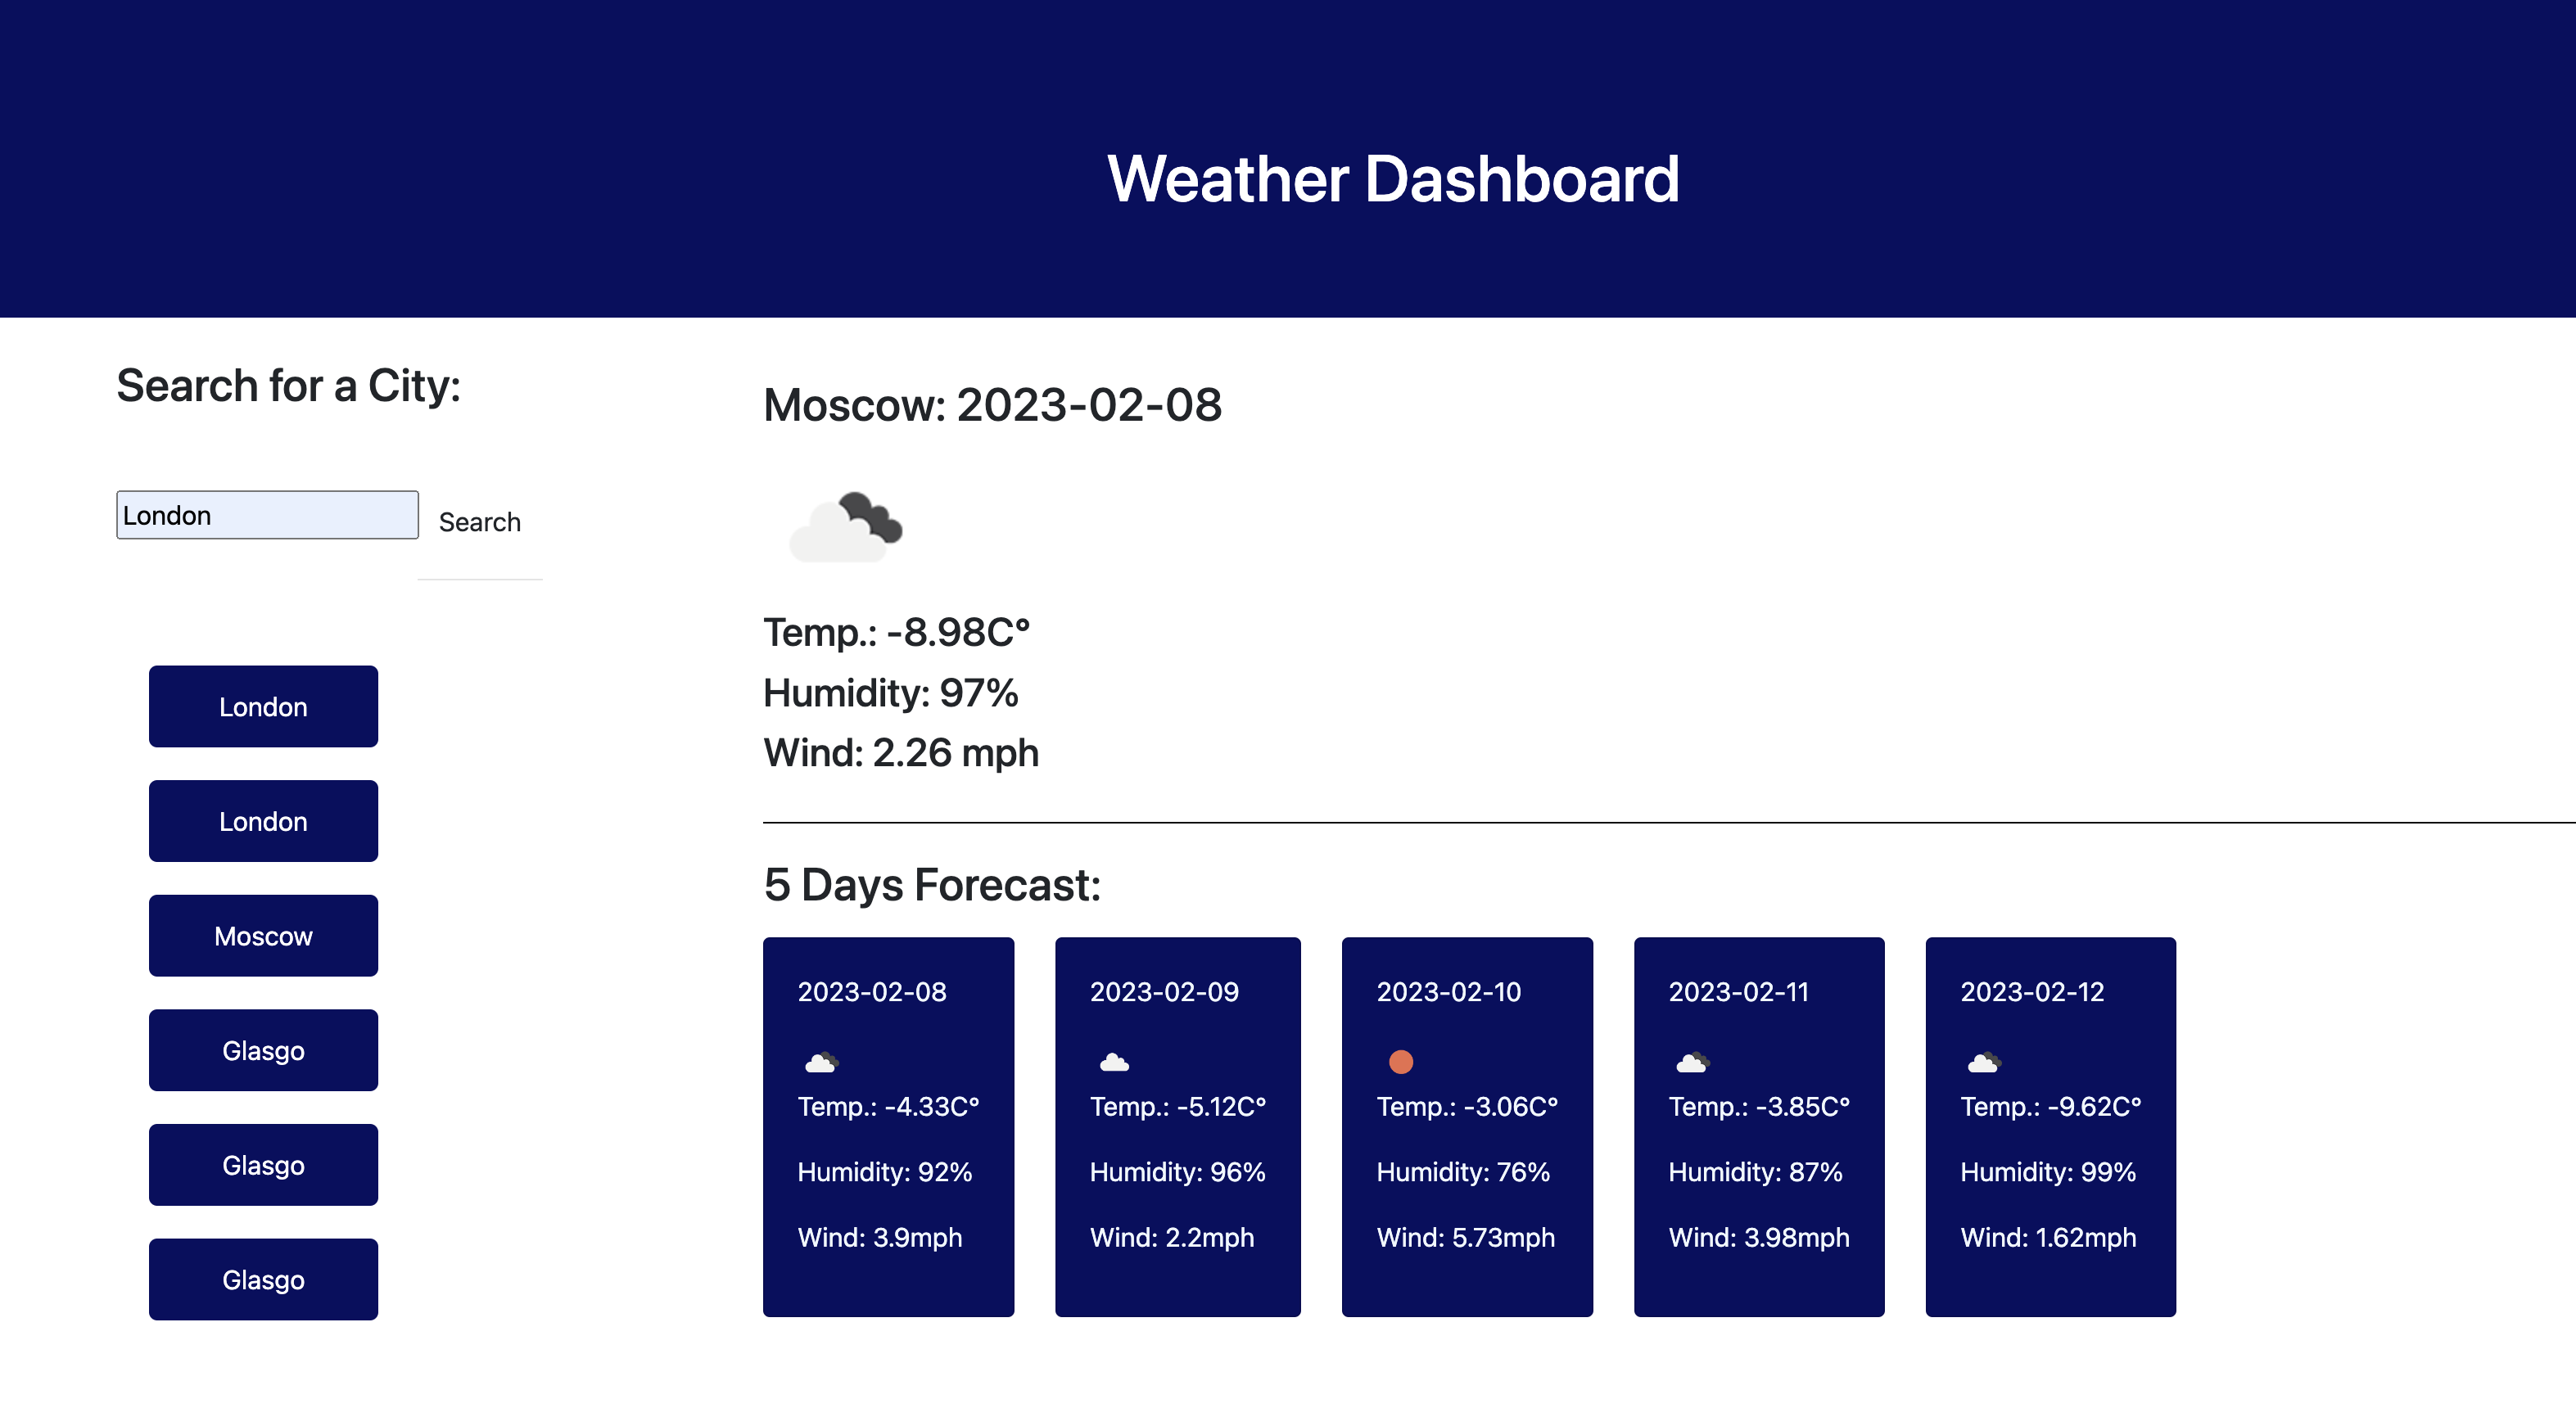 Weather Dashboard
Search for a City:
London
Search
London
London
Moscow
Glasgo
Glasgo
Glasgo
Moscow: 2023-02-08
Temp.: -8.98C°
Humidity: 97%
Wind: 2.26 mph
5 Days Forecast:
2023-02-08
Temp.: -4.33C°
Humidity: 92%
Wind: 3.9mph
2023-02-09
Temp.: -5.12C°
Humidity: 96%
Wind: 2.2mph
2023-02-10
Temp.: -3.06C°
Humidity: 76%
Wind: 5.73mph
2023-02-11
Temp.: -3.85C°
Humidity: 87%
Wind: 3.98mph
2023-02-12
Temp.: -9.62C°
Humidity: 99%
Wind: 1.62mph